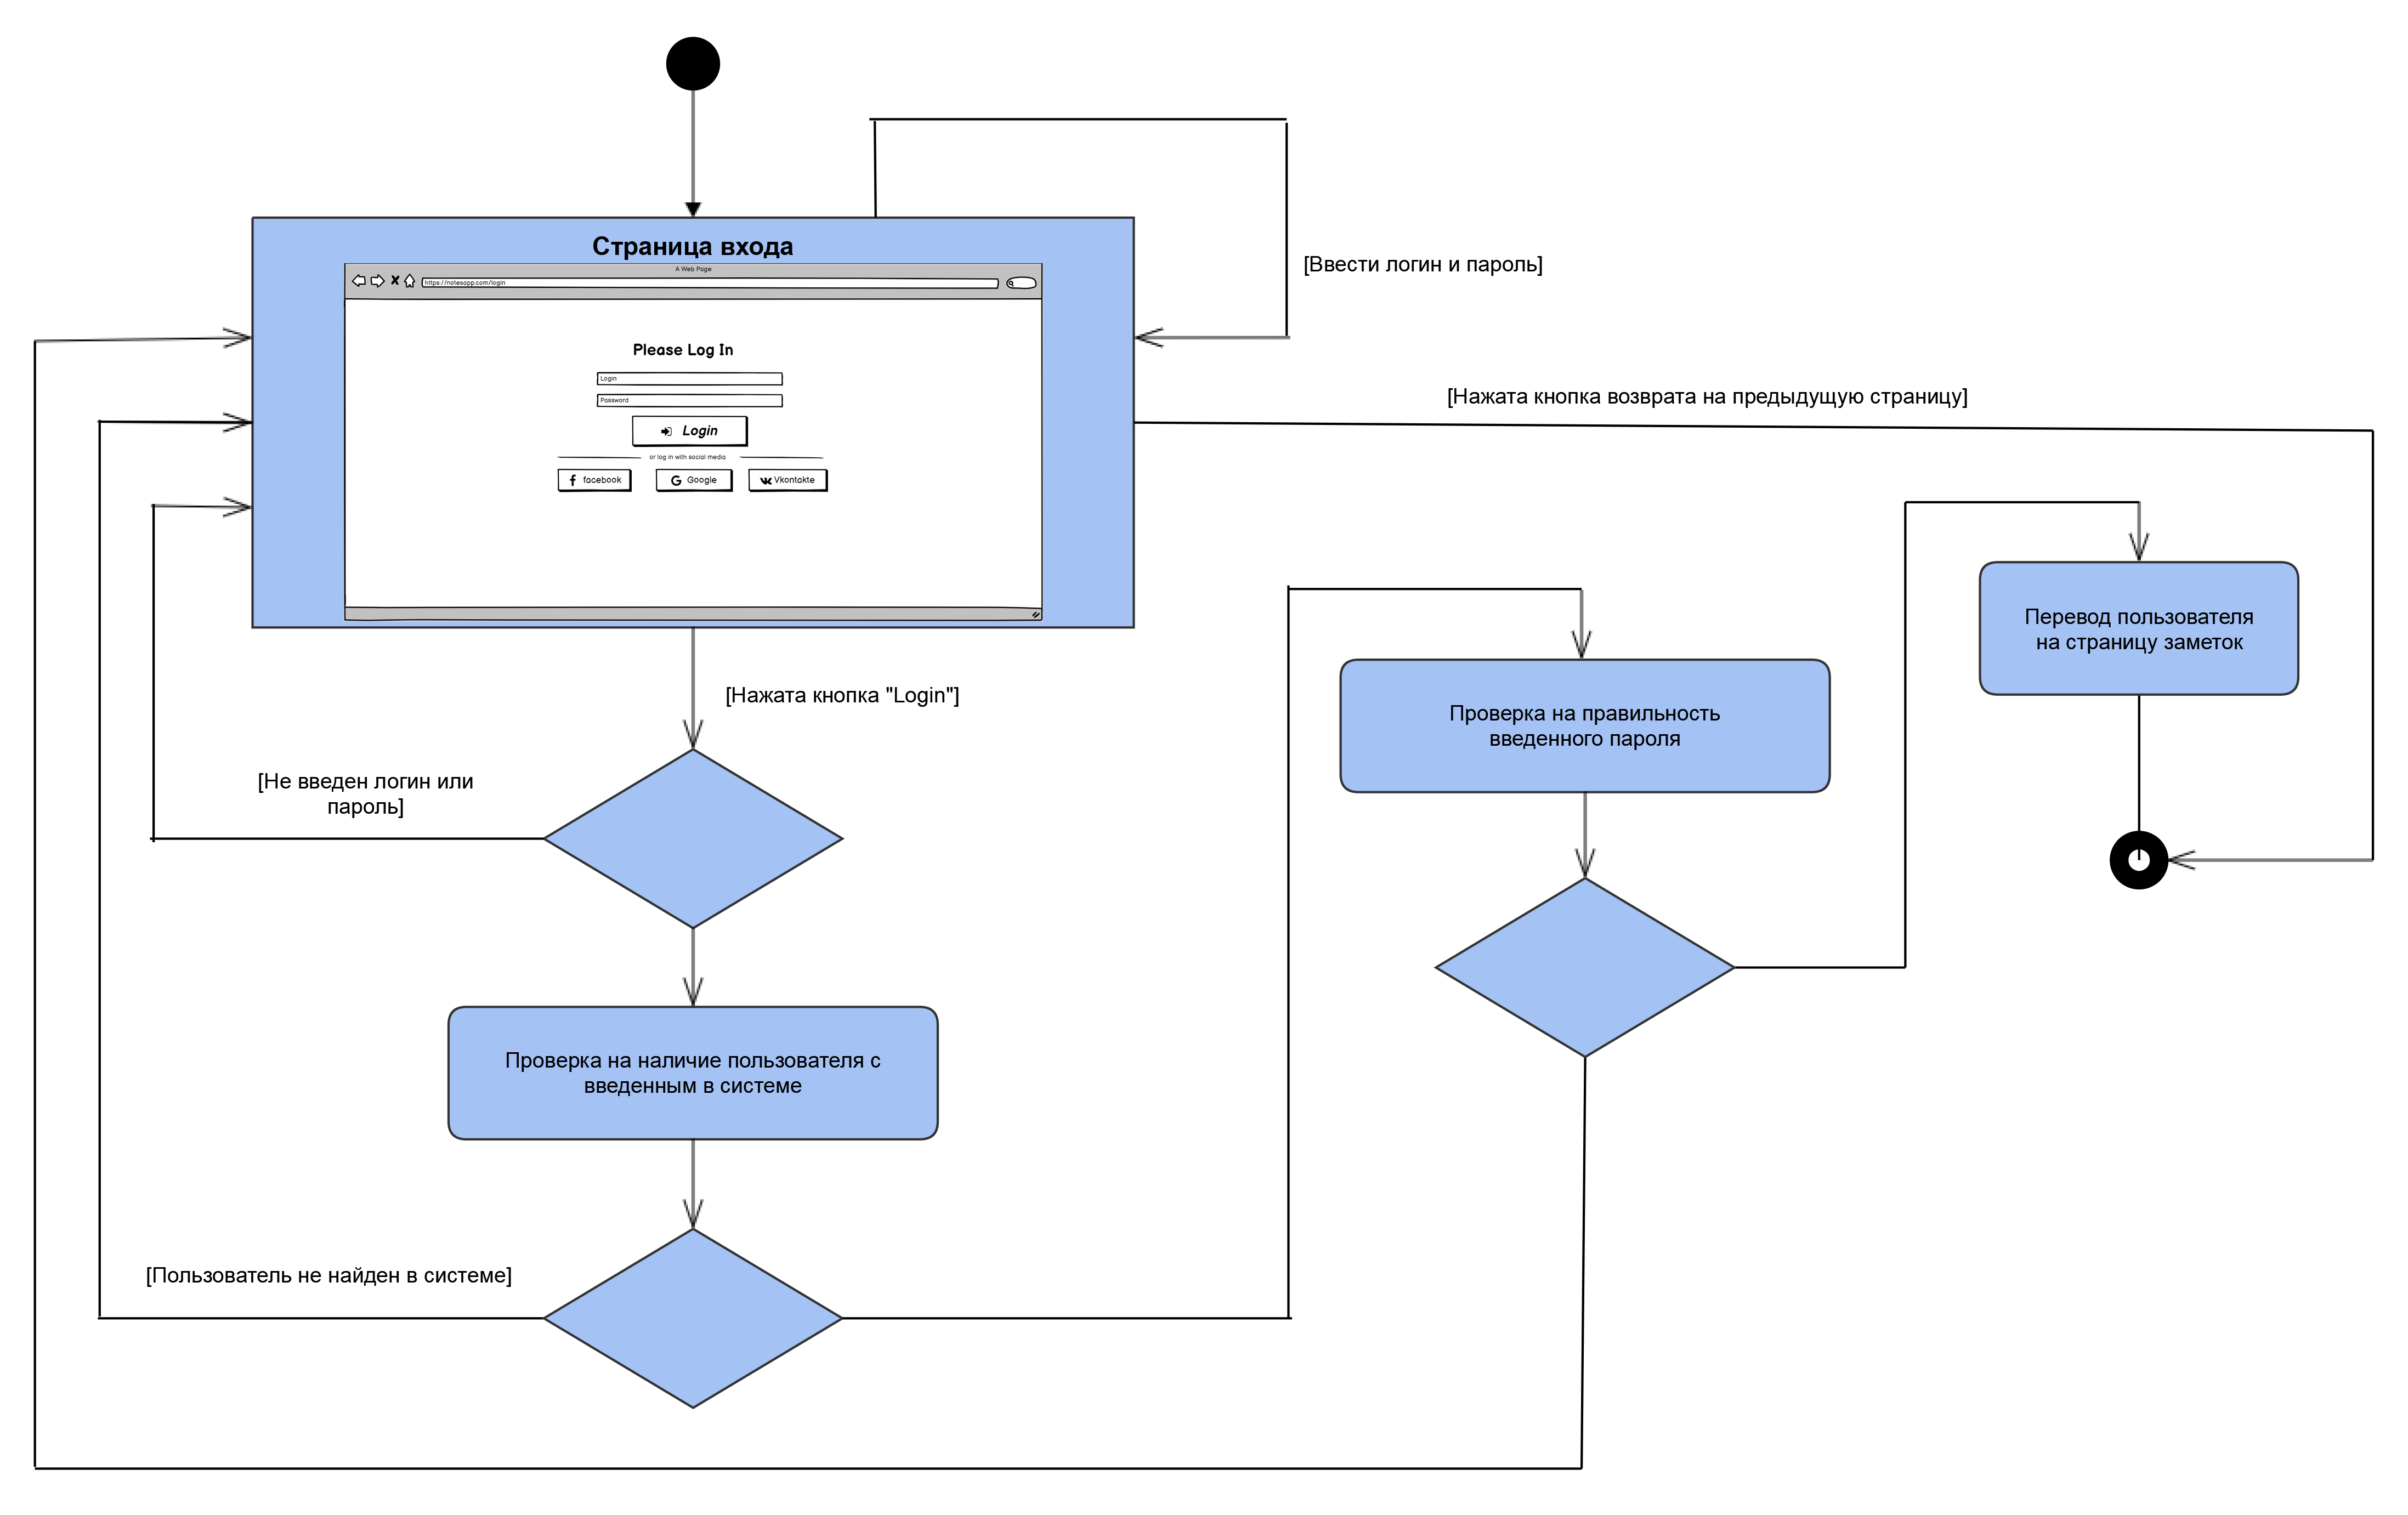 Страница входа
A Web Page
https://notesapp.com/login
Please Log In
Login
Password
Login
or log in with social media
facebook
Google
Vkontakte
[Ввести логин и пароль]
[Нажата кнопка возврата на предыдущую страницу]
Перевод пользователя
на страницу заметок
[Нажата кнопка "Login"]
Проверка на правильность
введенного пароля
[Не введен логин или
пароль]
Проверка на наличие пользователя с
введенным в системе
[Пользователь не найден в системе]